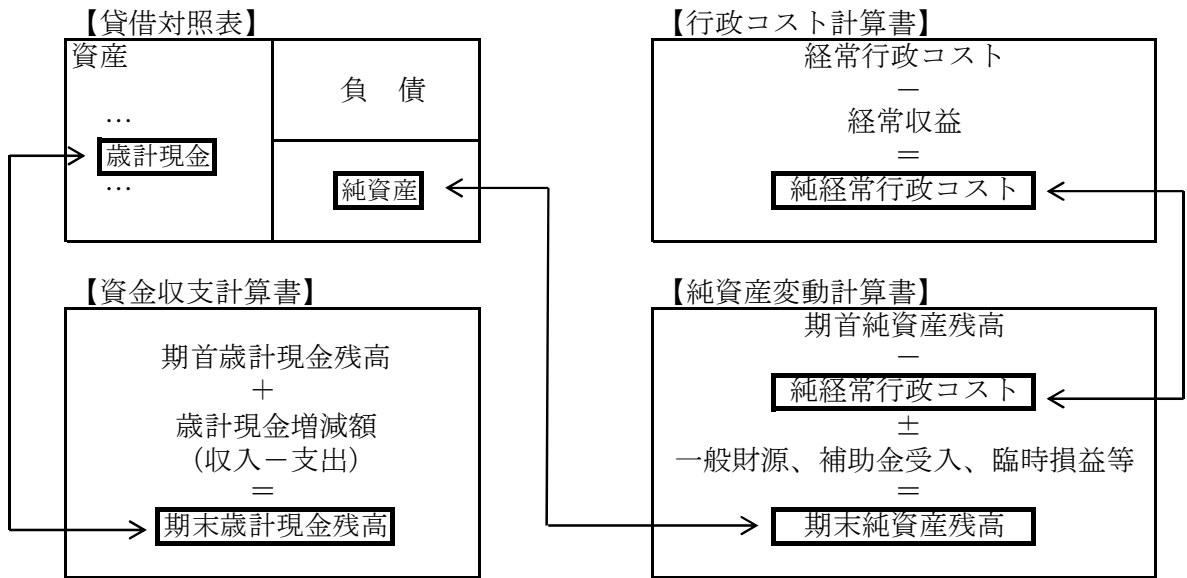 【貸借対照表】
資産
…
歳計現金
…
負　債
純資産
【行政コスト計算書】
経常行政コスト
－
経常収益
＝
純経常行政コスト
【資金収支計算書】
期首歳計現金残高
＋
歳計現金増減額
（収入－支出）
＝
期末歳計現金残高
【純資産変動計算書】
期首純資産残高
－
純経常行政コスト
±
一般財源、補助金受入、臨時損益等
＝
期末純資産残高